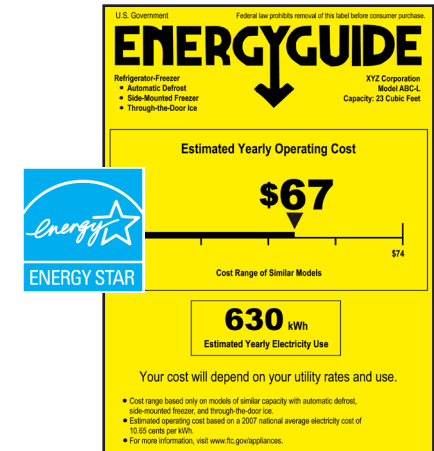 U.S. Government Federal law prohibits removal of this label before consumer purchase.
ENERGYGUIDE
Refrigerator-Freezer
• Automatic Defrost
• Side-Mounted Freezer
• Through-the-Door Ice
XYZ Corporation
Model ABC-L
Capacity: 23 Cubic Feet
Estimated Yearly Operating Cost
$67
$74
Cost Range of Similar Models
energy
ENERGY STAR
630 kWh
Estimated Yearly Electricity Use
Your cost will depend on your utility rates and use.
• Cost range based only on models of similar capacity with automatic defrost,
side-mounted freezer, and through-the-door ice.
• Estimated operating cost based on a 2007 national average electricity cost of
10.65 cents per kWh.
• For more information, visit www.ftc.gov/appliances.